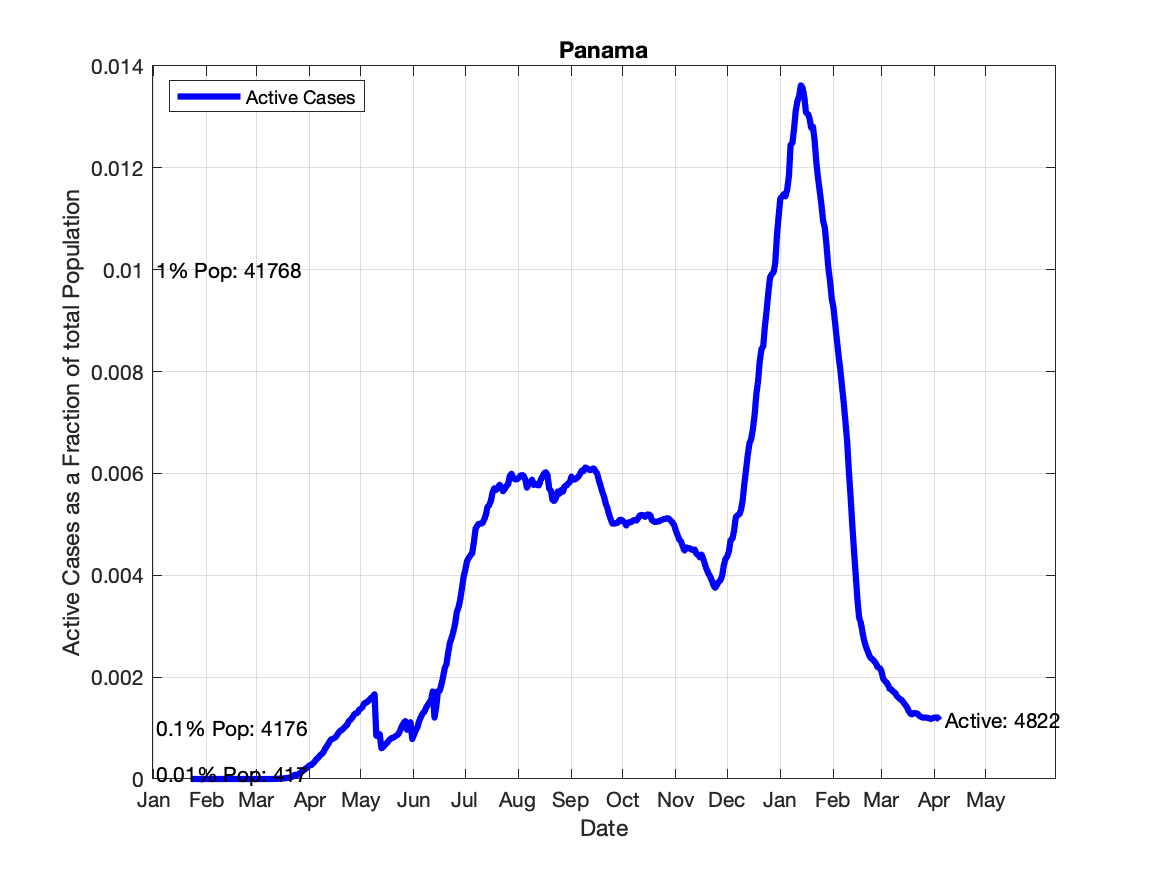 Panama
Active Cases
0.014
0.012
0.01
0.008
0.006
0.004
0.002
0
Active Cases as a Fraction of total Population
1% Pop: 41768
0.1% Pop: 4176
0.01% Pop: 417
Active: 4822
Jan Feb Mar Apr May Jun Jul Aug Sep Oct Nov Dec Jan Feb Mar Apr May
Date